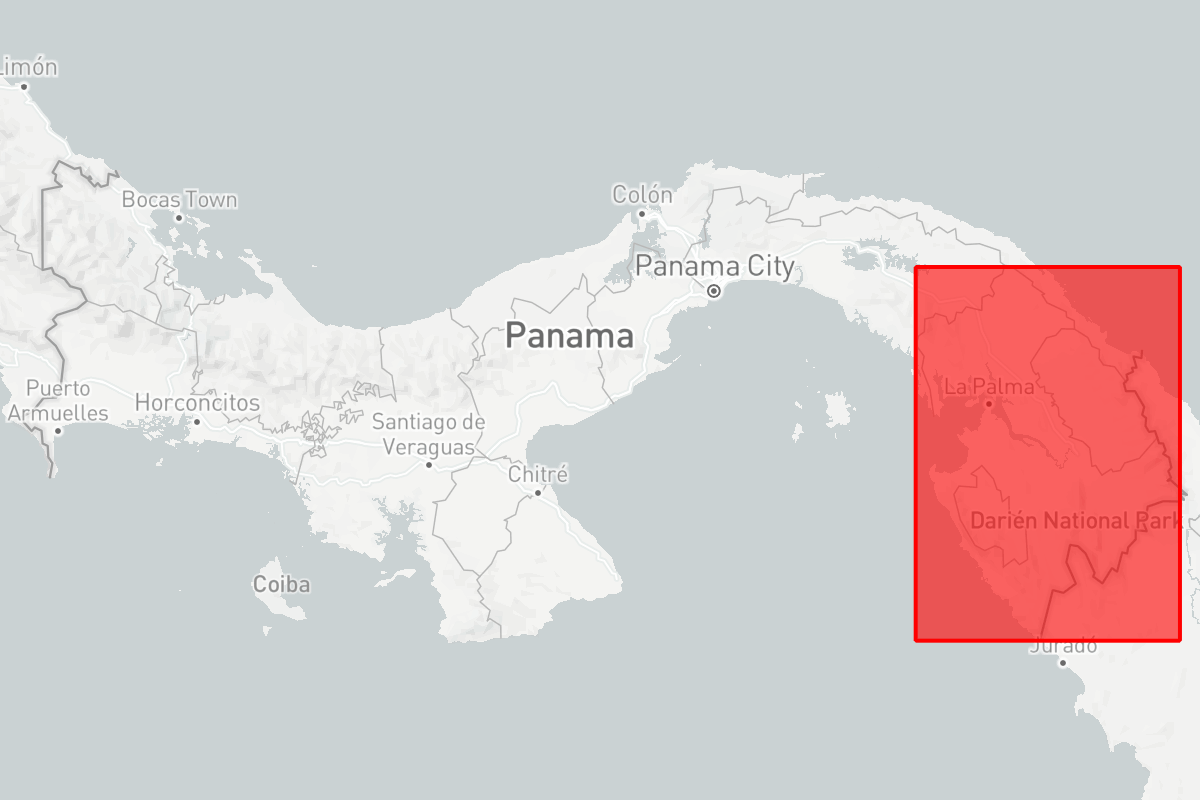 Limón
Bocas Town
Colón
Panama City
Panama
Puerto
Armuelles
Horconcitos
La Palma
Santiago de
Veraguas
Chitré
Darién National Park
Coiba
Juradó